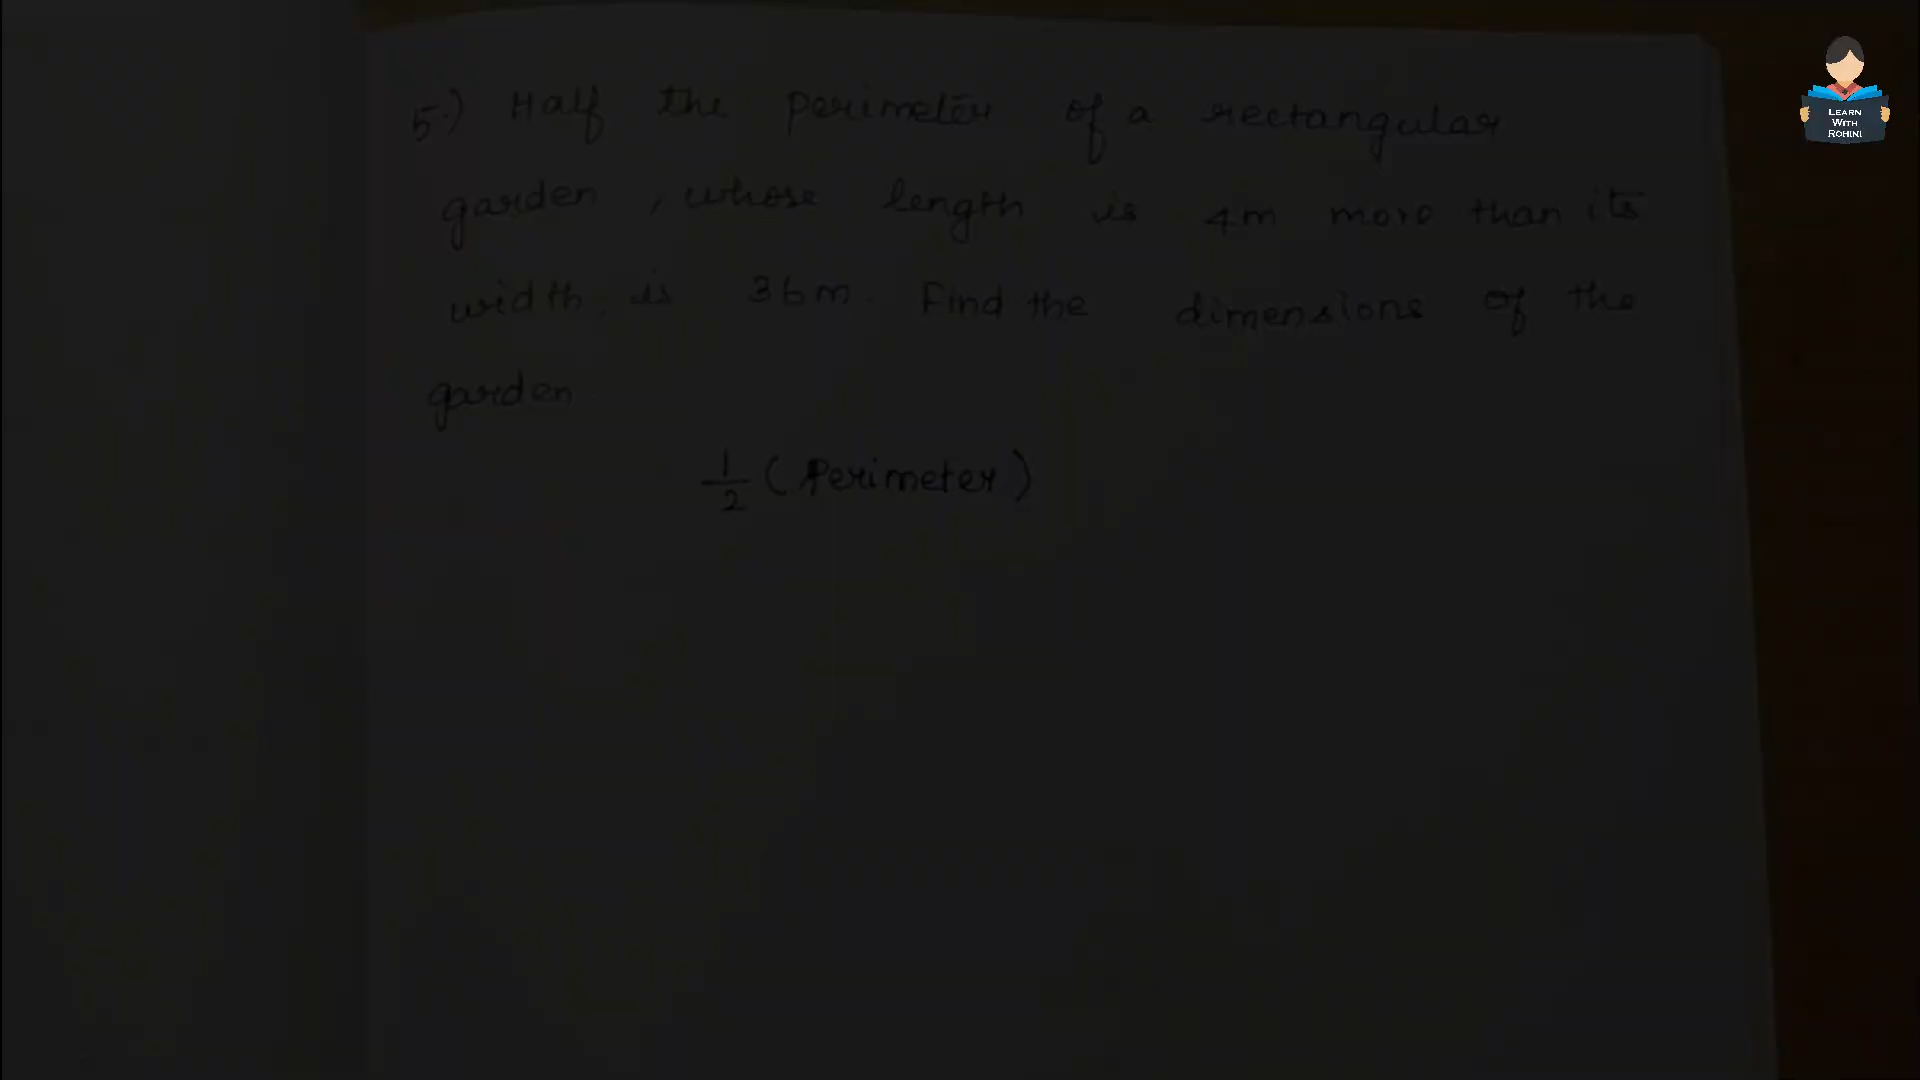 5.) Half the perimeter of a rectangular
garden, whose length is 4m more than its
width, is 36m. Find the dimensions of the
garden
1/2 (Perimeter)
LEARN
WITH
ROHINI